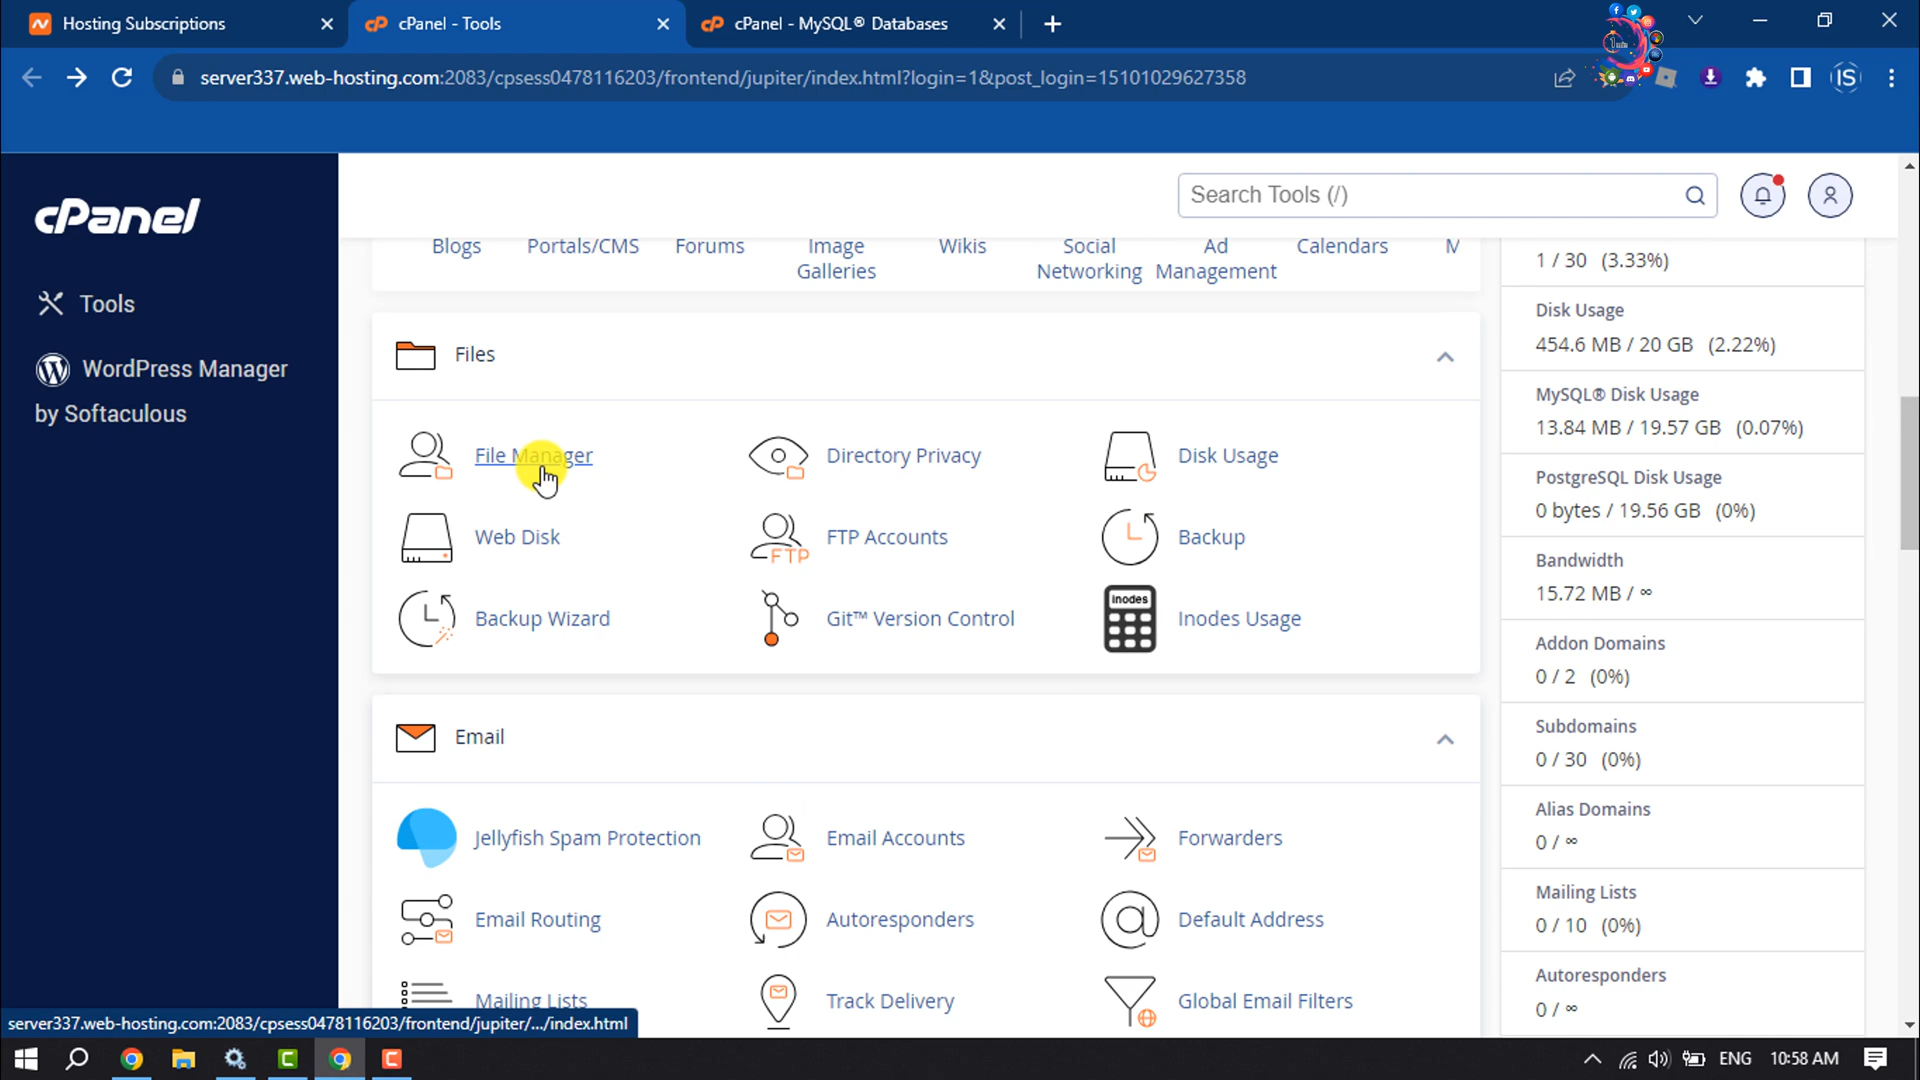 Hosting Subscriptions
cPanel - Tools
cPanel - MySQL® Databases
server337.web-hosting.com:2083/cpsess0478116203/frontend/jupiter/index.html?login=1&post_login=15101029627358
IS
cPanel
Search Tools (/)
Tools
WordPress Manager
by Softaculous
Blogs
Portals/CMS
Forums
Image
Galleries
Wikis
Social
Networking
Ad
Management
Calendars
M
Files
File Manager
Directory Privacy
Disk Usage
Web Disk
FTP
FTP Accounts
Backup
Backup Wizard
Git™ Version Control
Inodes
Inodes Usage
Email
Jellyfish Spam Protection
Email Accounts
Forwarders
Email Routing
Autoresponders
Default Address
Mailing Lists
Track Delivery
Global Email Filters
1 / 30 (3.33%)
Disk Usage
454.6 MB / 20 GB (2.22%)
MySQL® Disk Usage
13.84 MB / 19.57 GB (0.07%)
PostgreSQL Disk Usage
0 bytes / 19.56 GB (0%)
Bandwidth
15.72 MB / ∞
Addon Domains
0 / 2 (0%)
Subdomains
0 / 30 (0%)
Alias Domains
0 / ∞
Mailing Lists
0 / 10 (0%)
Autoresponders
0 / ∞
server337.web-hosting.com:2083/cpsess0478116203/frontend/jupiter/.../index.html
ENG
10:58 AM